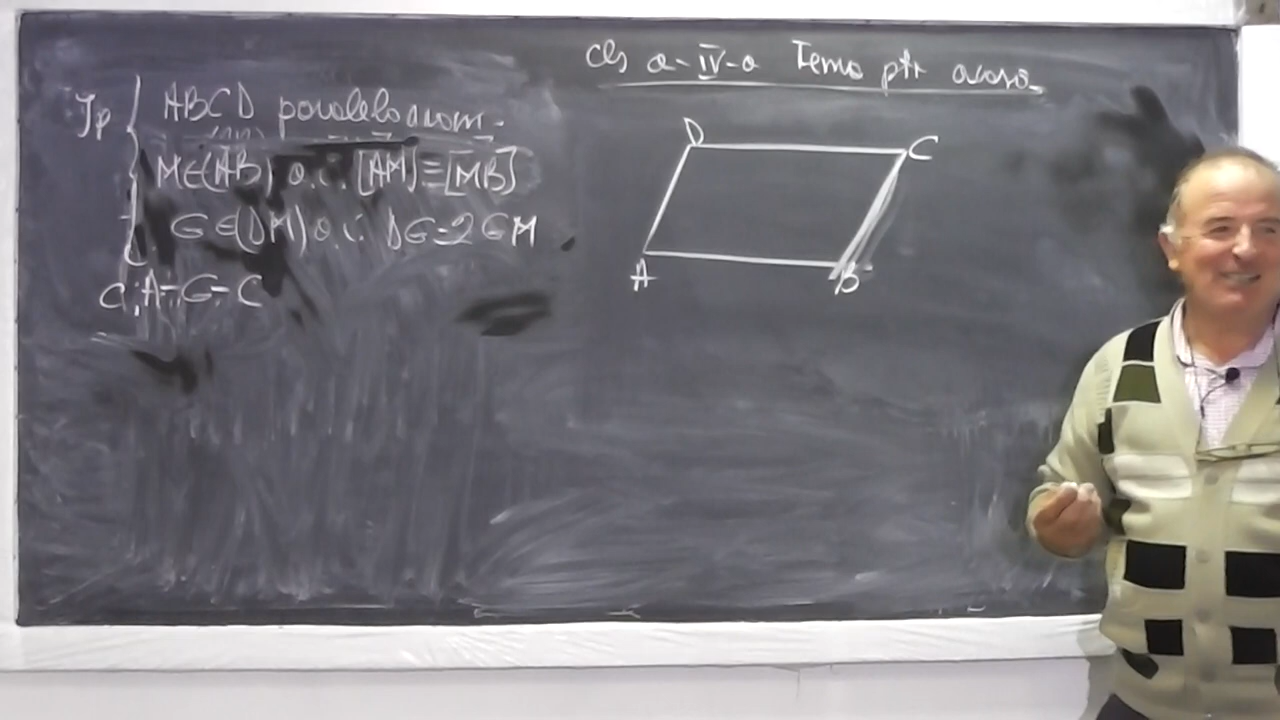 Cls a-IV-a Tema ptr acasă
Ip { ABCD paralelogram.
M∈(AB) a.î. [AM]≡[MB]
G∈(DM) a.î. DG=2GM
C: A-G-C
D C
A B